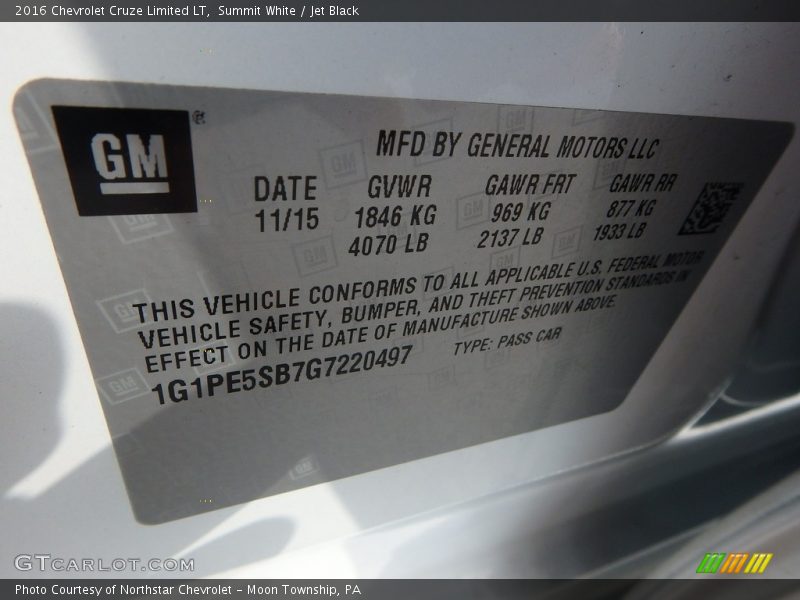 2016 Chevrolet Cruze Limited LT, Summit White / Jet Black
GM
MFD BY GENERAL MOTORS LLC
DATE GVWR GAWR FRT GAWR RR
11/15 1846 KG 969 KG 877 KG
4070 LB 2137 LB 1933 LB
THIS VEHICLE CONFORMS TO ALL APPLICABLE U.S. FEDERAL MOTOR
VEHICLE SAFETY, BUMPER, AND THEFT PREVENTION STANDARDS IN
EFFECT ON THE DATE OF MANUFACTURE SHOWN ABOVE.
1G1PE5SB7G7220497 TYPE: PASS CAR
GTCARLOT.COM
Photo Courtesy of Northstar Chevrolet - Moon Township, PA